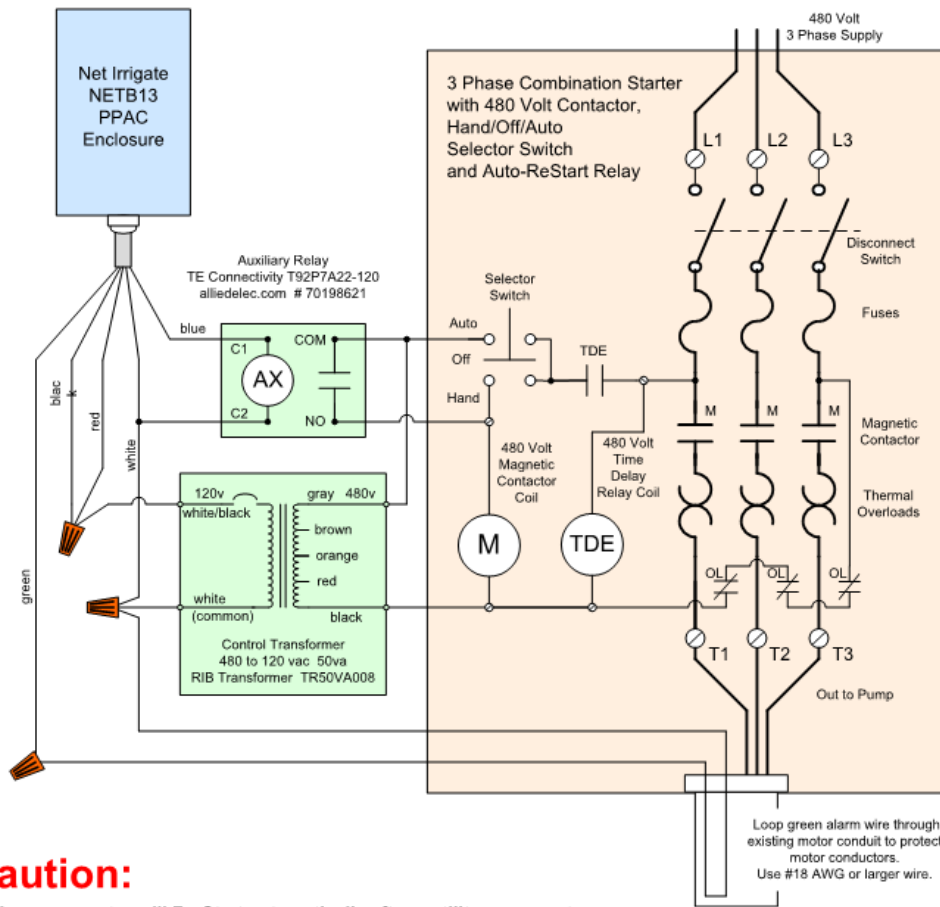 480 Volt
3 Phase Supply
Net Irrigate
NETB13
PPAC
Enclosure
3 Phase Combination Starter
with 480 Volt Contactor,
Hand/Off/Auto
Selector Switch
and Auto-ReStart Relay
L1
L2
L3
Disconnect
Switch
Auxiliary Relay
TE Connectivity T92P7A22-120
alliedelec.com # 70198621
Selector
Switch
Fuses
blue
C1
COM
Auto
AX
Off
TDE
black
red
white
C2
NO
Hand
M
M
M
Magnetic
Contactor
480 Volt
Magnetic
Contactor
Coil
480 Volt
Time
Delay
Relay Coil
Thermal
Overloads
120v
white/black
gray 480v
brown
orange
red
M
TDE
OL
OL
OL
green
white
(common)
black
Control Transformer
480 to 120 vac 50va
RIB Transformer TR50VA008
T1
T2
T3
Out to Pump
Loop green alarm wire through
existing motor conduit to protect
motor conductors.
Use #18 AWG or larger wire.
aution: